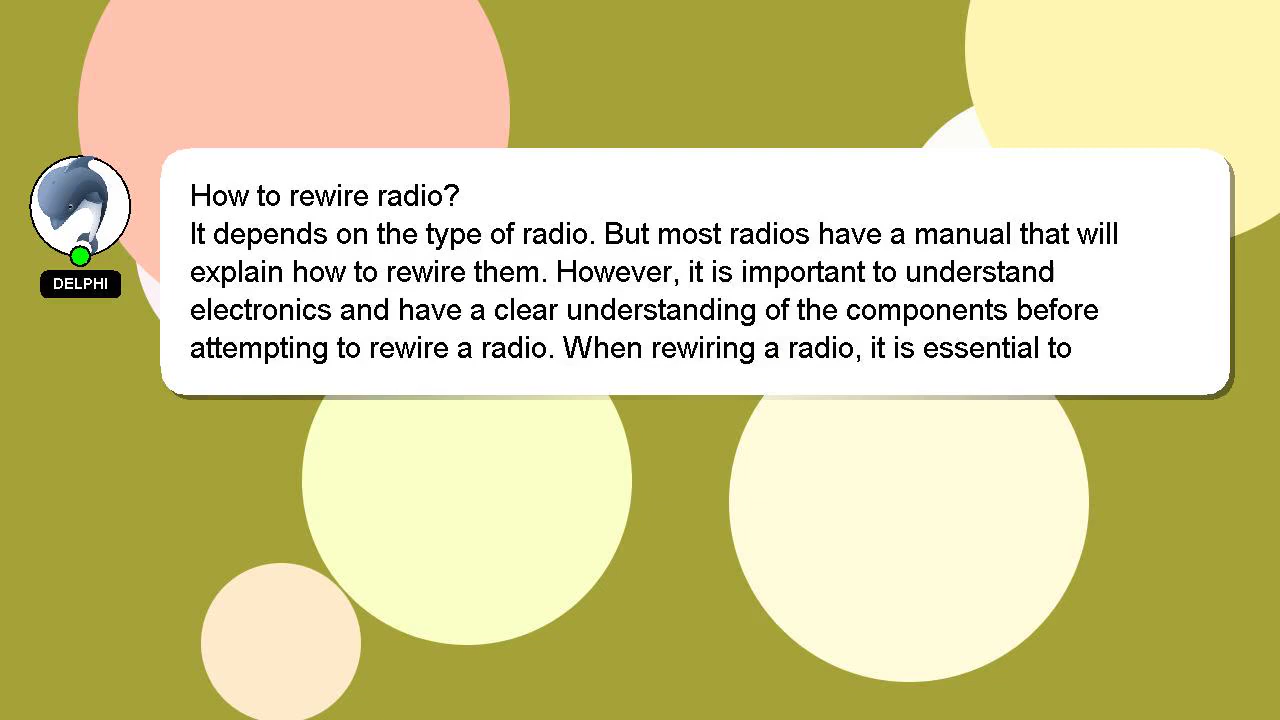 DELPHI
How to rewire radio?
It depends on the type of radio. But most radios have a manual that will
explain how to rewire them. However, it is important to understand
electronics and have a clear understanding of the components before
attempting to rewire a radio. When rewiring a radio, it is essential to